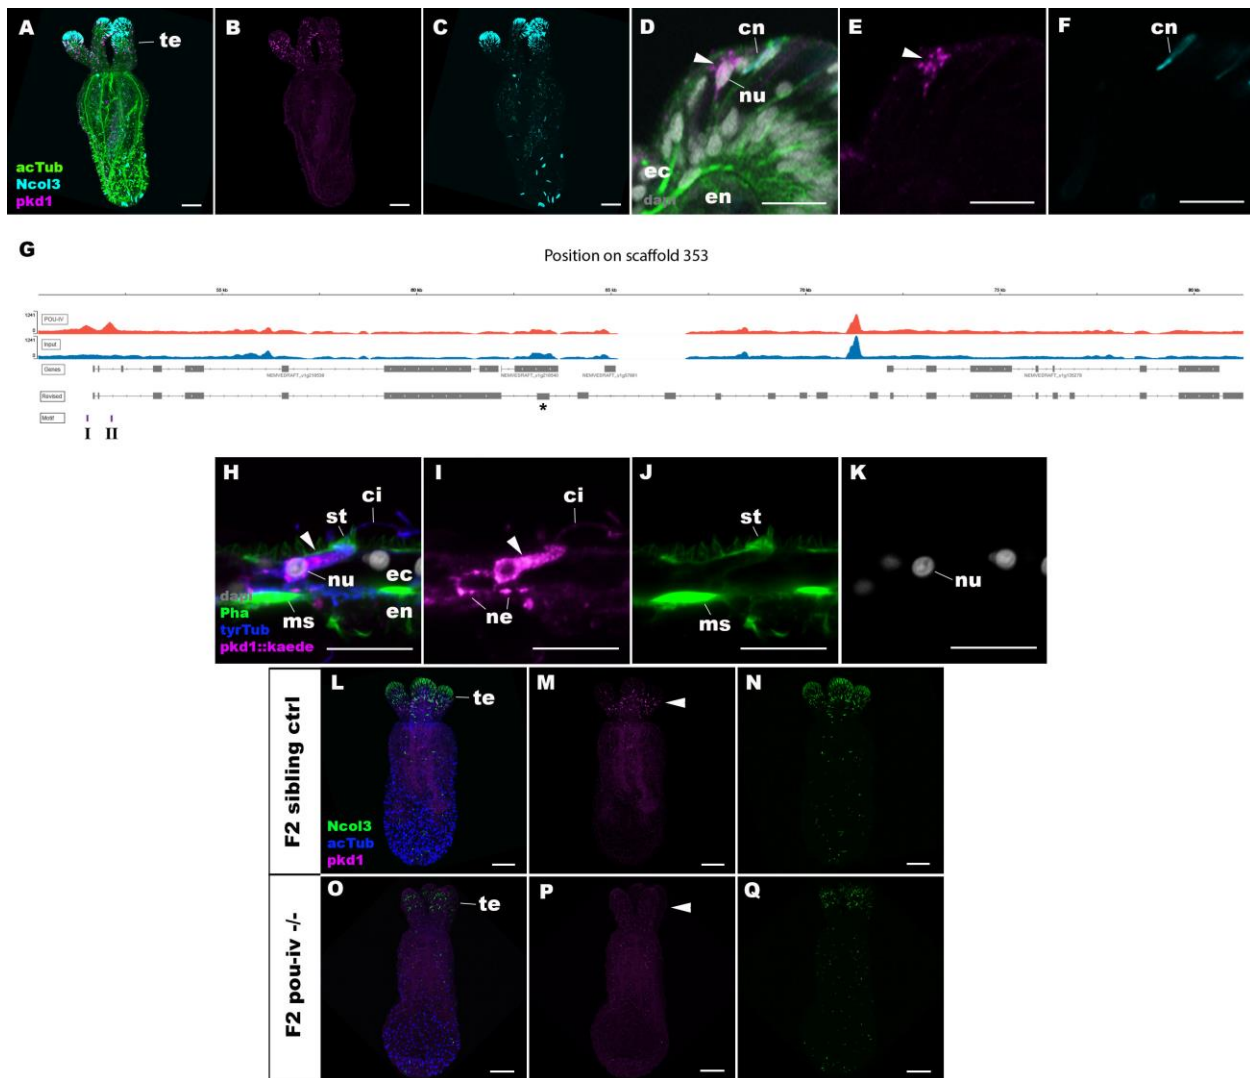 A
te
acTub
Ncol3
pkd1
B
C
D
cn
nu
ec
en
dapi
E
F
cn
G
Position on scaffold 353
POU-IV
Input
Genes
Revised
Motif
*
I II
H
ci
st
nu
ec
dapi
Pha
ms
en
tyrTub
pkd1::kaede
I
ci
ne
J
st
ms
K
nu
F2 sibling ctrl
L
te
Ncol3
acTub
pkd1
M
N
F2 pou-iv -/-
O
te
P
Q